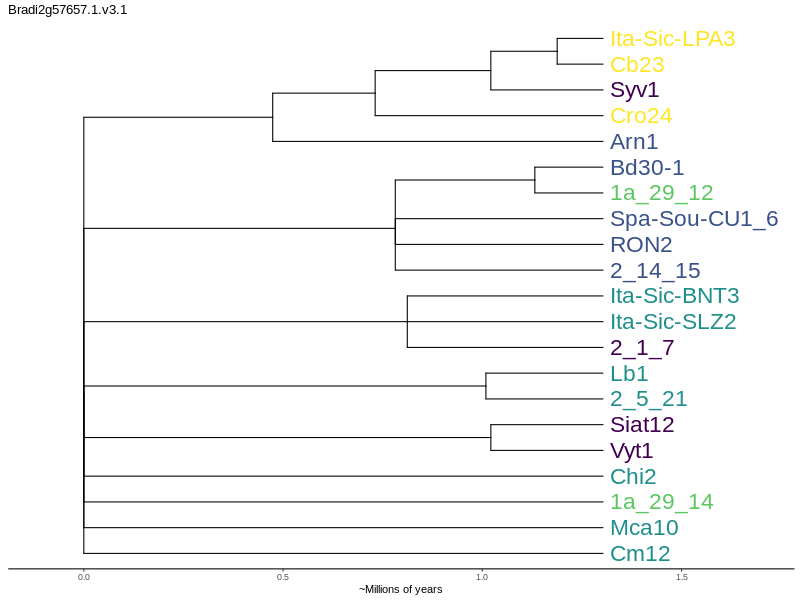 Bradi2g57657.1.v3.1
Ita-Sic-LPA3
Cb23
Syv1
Cro24
Arn1
Bd30-1
1a_29_12
Spa-Sou-CU1_6
RON2
2_14_15
Ita-Sic-BNT3
Ita-Sic-SLZ2
2_1_7
Lb1
2_5_21
Siat12
Vyt1
Chi2
1a_29_14
Mca10
Cm12
0.0 0.5 1.0 1.5
~Millions of years